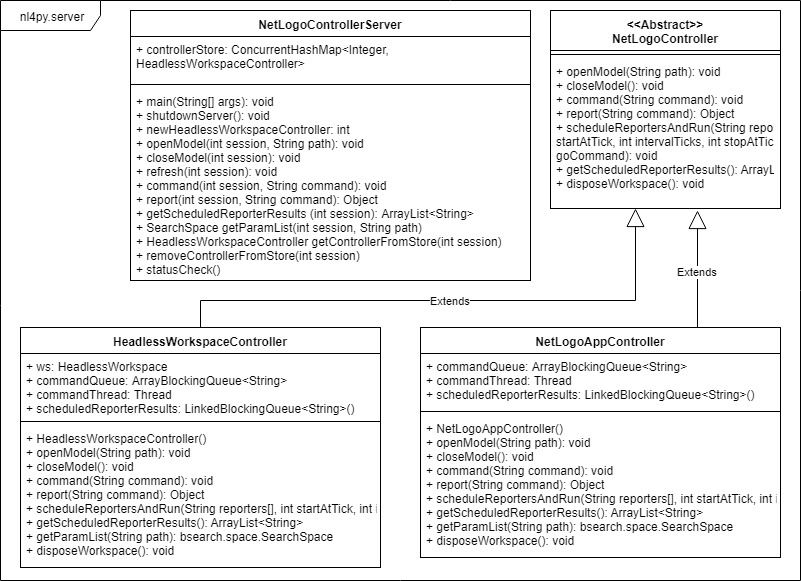 nl4py.server
NetLogoControllerServer
+ controllerStore: ConcurrentHashMap<Integer,
HeadlessWorkspaceController>
+ main(String[] args): void
+ shutdownServer(): void
+ newHeadlessWorkspaceController: int
+ openModel(int session, String path): void
+ closeModel(int session): void
+ refresh(int session): void
+ command(int session, String command): void
+ report(int session, String command): Object
+ getScheduledReporterResults (int session): ArrayList<String>
+ SearchSpace getParamList(int session, String path)
+ HeadlessWorkspaceController getControllerFromStore(int session)
+ removeControllerFromStore(int session)
+ statusCheck()
<<Abstract>>
NetLogoController
+ openModel(String path): void
+ closeModel(): void
+ command(String command): void
+ report(String command): Object
+ scheduleReportersAndRun(String repo
startAtTick, int intervalTicks, int stopAtTic
goCommand): void
+ getScheduledReporterResults(): ArrayL
+ disposeWorkspace(): void
Extends
Extends
HeadlessWorkspaceController
+ ws: HeadlessWorkspace
+ commandQueue: ArrayBlockingQueue<String>
+ commandThread: Thread
+ scheduledReporterResults: LinkedBlockingQueue<String>()
+ HeadlessWorkspaceController()
+ openModel(String path): void
+ closeModel(): void
+ command(String command): void
+ report(String command): Object
+ scheduleReportersAndRun(String reporters[], int startAtTick, int i
+ getScheduledReporterResults(): ArrayList<String>
+ getParamList(String path): bsearch.space.SearchSpace
+ disposeWorkspace(): void
NetLogoAppController
+ commandQueue: ArrayBlockingQueue<String>
+ commandThread: Thread
+ scheduledReporterResults: LinkedBlockingQueue<String>()
+ NetLogoAppController()
+ openModel(String path): void
+ closeModel(): void
+ command(String command): void
+ report(String command): Object
+ scheduleReportersAndRun(String reporters[], int startAtTick, int i
+ getScheduledReporterResults(): ArrayList<String>
+ getParamList(String path): bsearch.space.SearchSpace
+ disposeWorkspace(): void